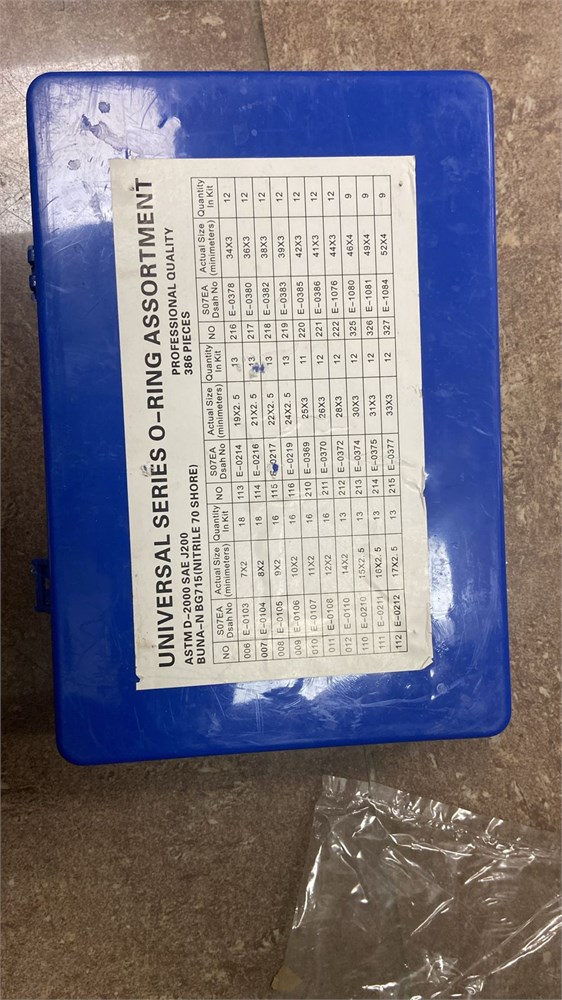 UNIVERSAL SERIES O-RING ASSORTMENT
ASTM D-2000 SAE J200 PROFESSIONAL QUALITY
BUNA-N BG715(NITRILE 70 SHORE) 386 PIECES
NO S07EA Dsah No Actual Size (minimeters) Quantity In Kit NO S07EA Dsah No Actual Size (minimeters) Quantity In Kit NO S07EA Dsah No Actual Size (minimeters) Quantity In Kit
006 E-0103 7X2 18 113 E-0214 19X2. 5 13 216 E-0378 34X3 12
007 E-0104 8X2 18 114 E-0216 21X2. 5 13 217 E-0380 36X3 12
008 E-0105 9X2 16 115 E-0217 22X2. 5 13 218 E-0382 38X3 12
009 E-0106 10X2 16 116 E-0219 24X2. 5 13 219 E-0383 39X3 12
010 E-0107 11X2 16 210 E-0369 25X3 11 220 E-0385 42X3 12
011 E-0108 12X2 16 211 E-0370 26X3 12 221 E-0386 41X3 12
012 E-0110 14X2 13 212 E-0372 28X3 12 222 E-1076 44X3 12
110 E-0210 15X2. 5 13 213 E-0374 30X3 12 325 E-1080 46X4 9
111 E-0211 16X2. 5 13 214 E-0375 31X3 12 326 E-1081 49X4 9
112 E-0212 17X2. 5 13 215 E-0377 33X3 12 327 E-1084 52X4 9